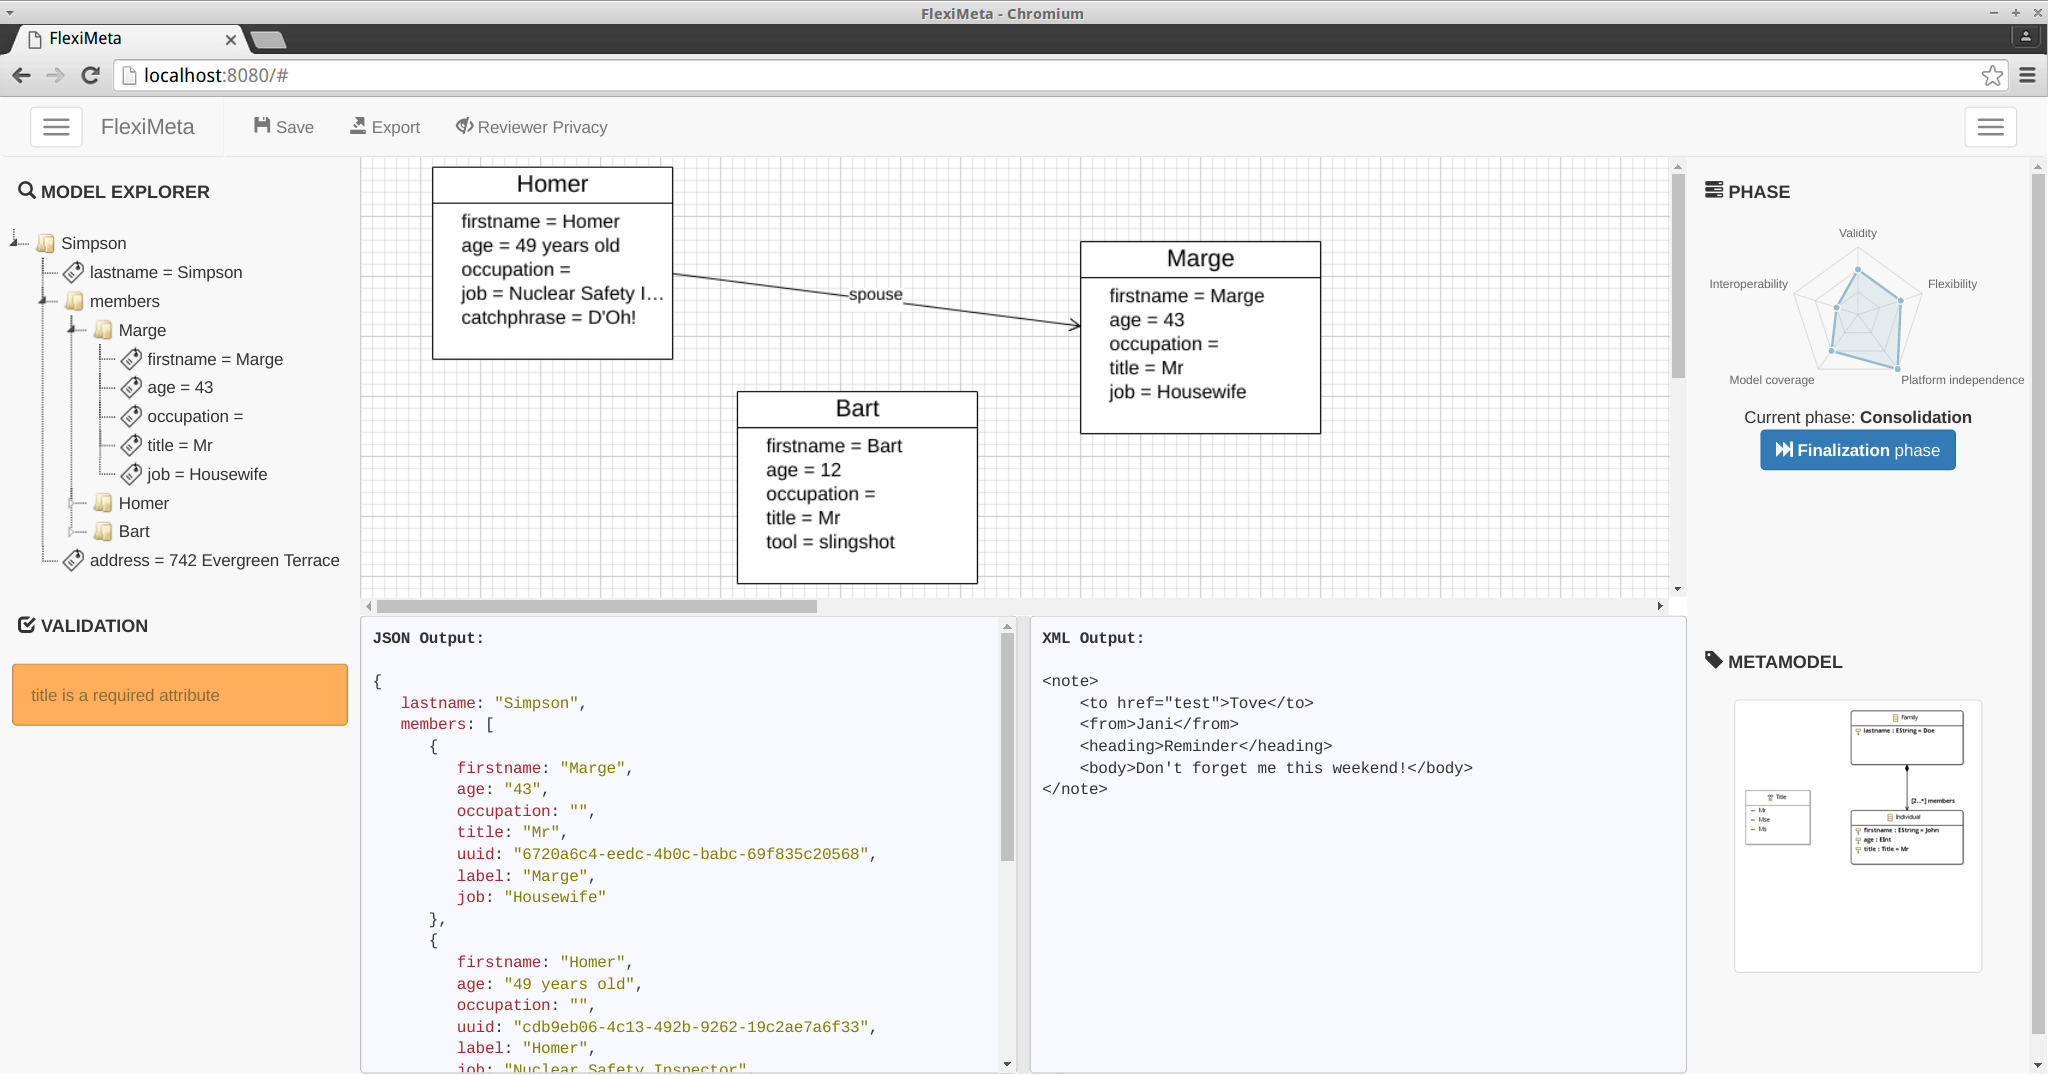 FlexiMeta - Chromium
FlexiMeta
localhost:8080/#
FlexiMeta
Save
Export
Reviewer Privacy
MODEL EXPLORER
Simpson
lastname = Simpson
members
Marge
firstname = Marge
age = 43
occupation =
title = Mr
job = Housewife
Homer
Bart
address = 742 Evergreen Terrace
VALIDATION
title is a required attribute
Homer
firstname = Homer
age = 49 years old
occupation =
job = Nuclear Safety I...
catchphrase = D'Oh!
spouse
Marge
firstname = Marge
age = 43
occupation =
title = Mr
job = Housewife
Bart
firstname = Bart
age = 12
occupation =
title = Mr
tool = slingshot
JSON Output:
{
lastname: "Simpson",
members: [
{
firstname: "Marge",
age: "43",
occupation: "",
title: "Mr",
uuid: "6720a6c4-eedc-4b0c-babc-69f835c20568",
label: "Marge",
job: "Housewife"
},
{
firstname: "Homer",
age: "49 years old",
occupation: "",
uuid: "cdb9eb06-4c13-492b-9262-19c2ae7a6f33",
label: "Homer",
job: "Nuclear Safety Inspector"
XML Output:
<note>
<to href="test">Tove</to>
<from>Jani</from>
<heading>Reminder</heading>
<body>Don't forget me this weekend!</body>
</note>
PHASE
Validity
Interoperability
Flexibility
Model coverage
Platform independence
Current phase: Consolidation
Finalization phase
METAMODEL
Family
lastname : EString = Doe
[2..*] members
Title
Mr
Mse
Ms
Individual
firstname : EString = John
age : EInt
title : Title = Mr